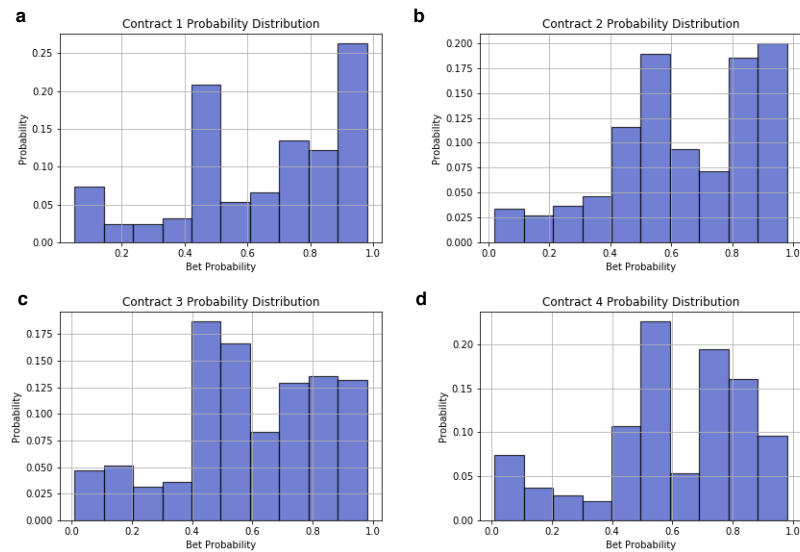 a
Contract 1 Probability Distribution
0.25
0.20
0.15
0.10
0.05
0.00
Probability
0.2 0.4 0.6 0.8 1.0
Bet Probability
b
Contract 2 Probability Distribution
0.200
0.175
0.150
0.125
0.100
0.075
0.050
0.025
0.000
Probability
0.0 0.2 0.4 0.6 0.8 1.0
Bet Probability
c
Contract 3 Probability Distribution
0.175
0.150
0.125
0.100
0.075
0.050
0.025
0.000
Probability
0.0 0.2 0.4 0.6 0.8 1.0
Bet Probability
d
Contract 4 Probability Distribution
0.20
0.15
0.10
0.05
0.00
Probability
0.0 0.2 0.4 0.6 0.8 1.0
Bet Probability